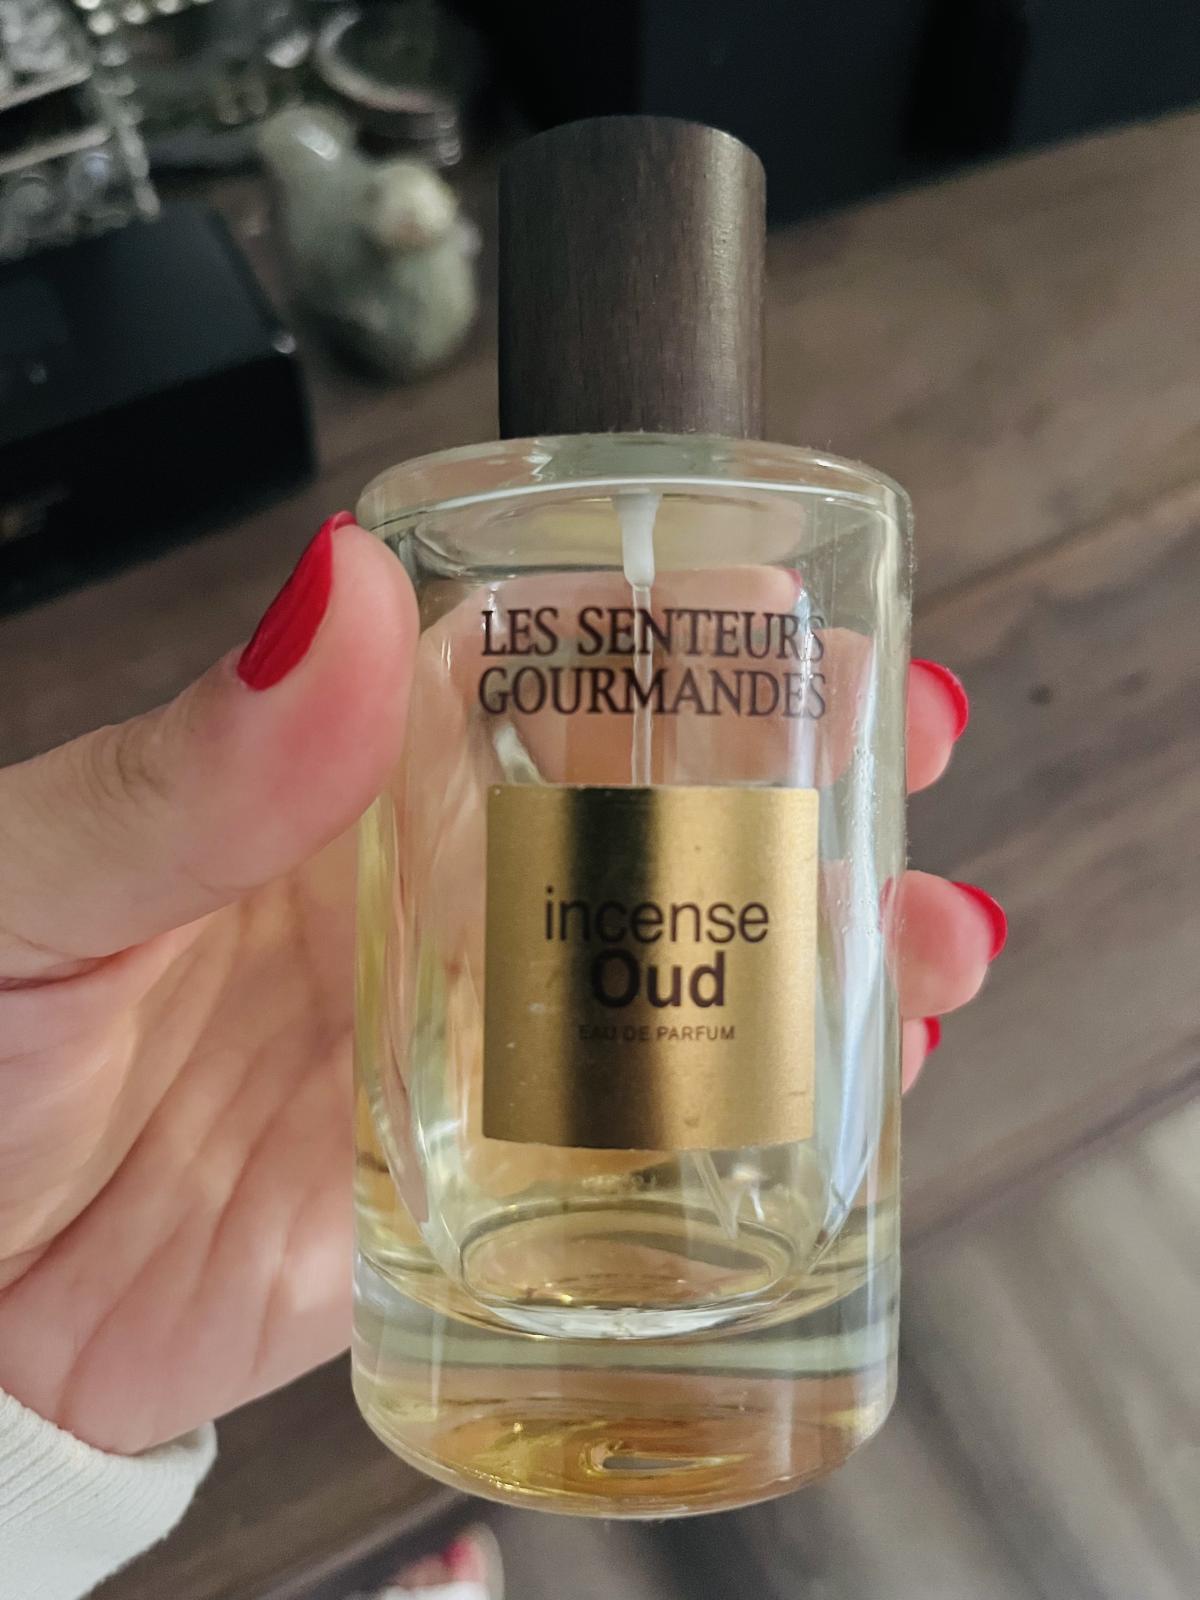 LES SENTEURS
GOURMANDES
incense
Oud
EAU DE PARFUM